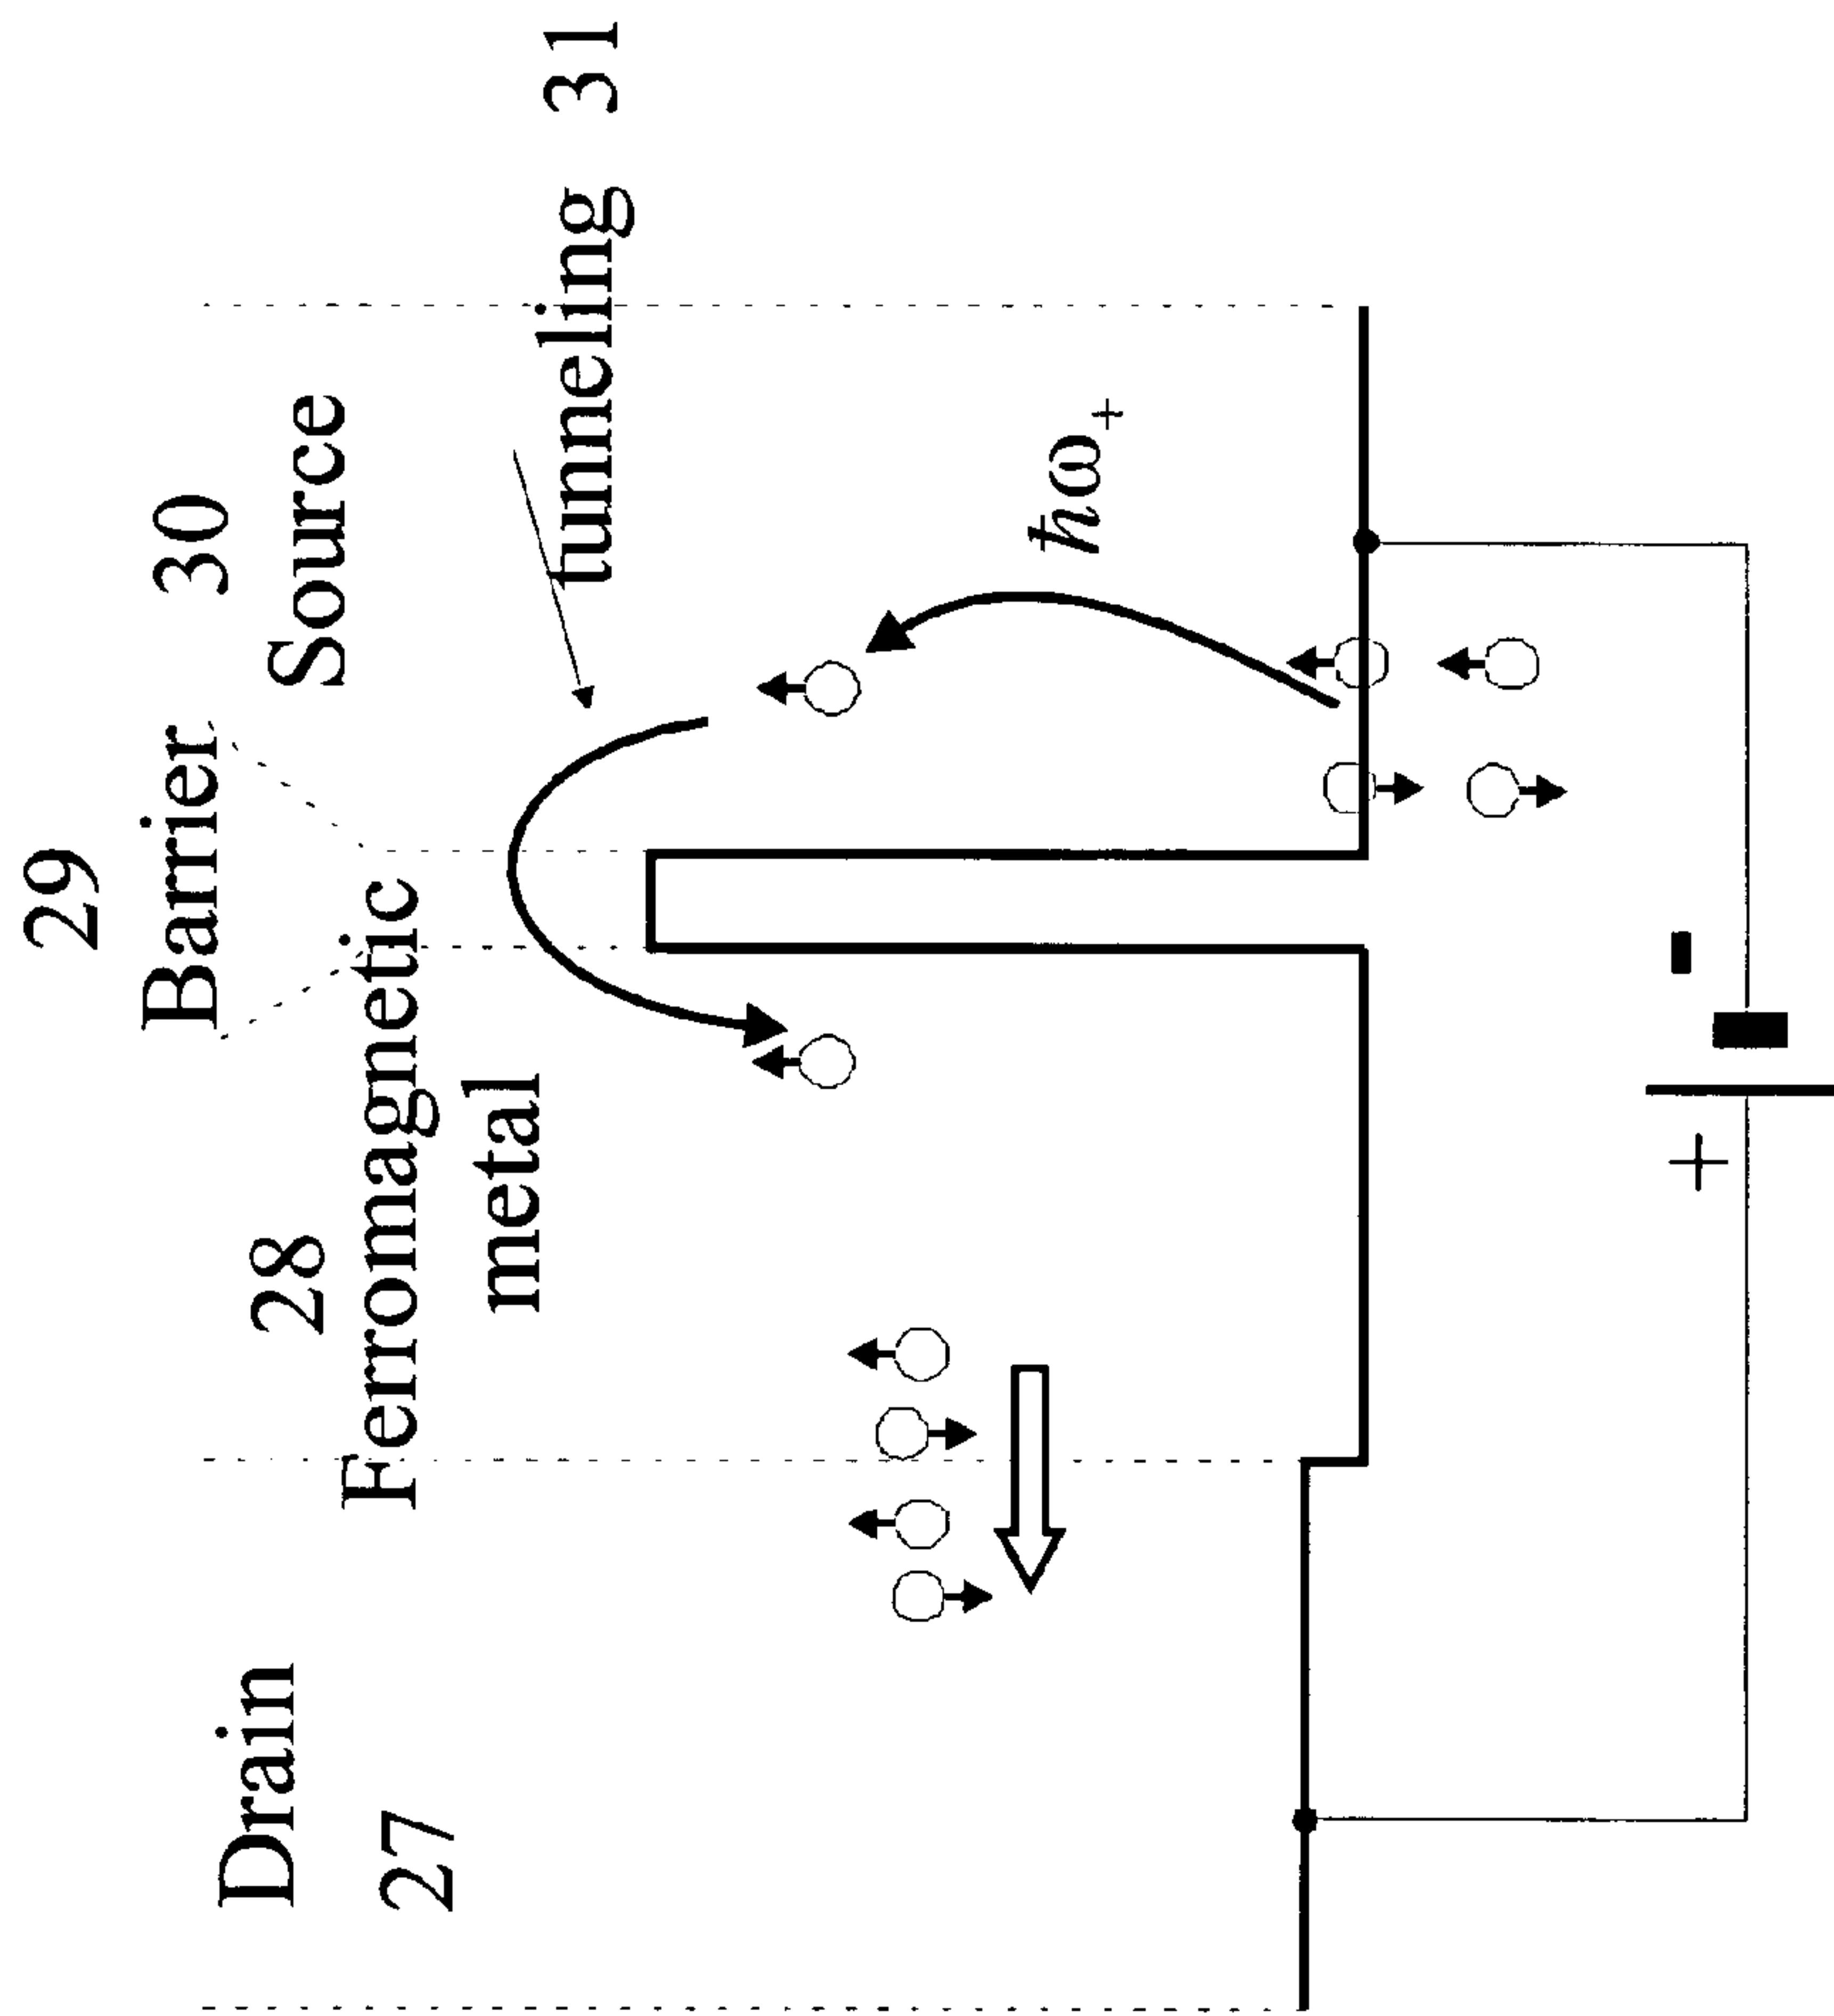 29
Barrier
30
Source
28
Ferromagnetic
metal
Drain
27
tunneling 31
ℏω₊
+
-